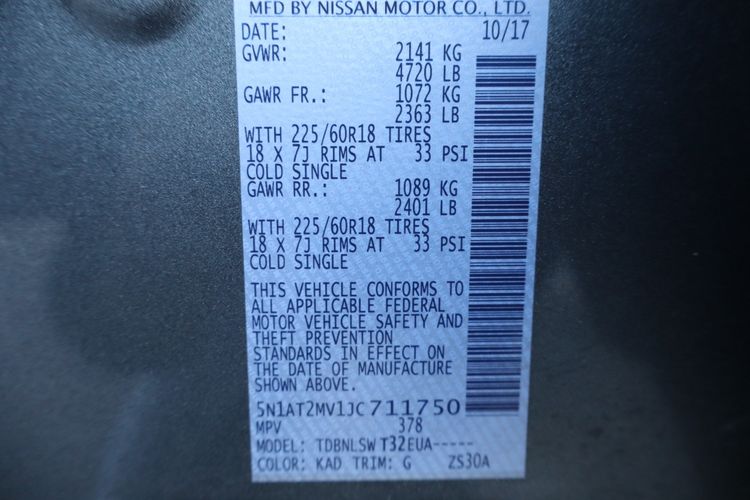 MFD BY NISSAN MOTOR CO., LTD.
DATE: 10/17
GVWR: 2141 KG
4720 LB
GAWR FR.: 1072 KG
2363 LB
WITH 225/60R18 TIRES
18 X 7J RIMS AT 33 PSI
COLD SINGLE
GAWR RR.: 1089 KG
2401 LB
WITH 225/60R18 TIRES
18 X 7J RIMS AT 33 PSI
COLD SINGLE
THIS VEHICLE CONFORMS TO
ALL APPLICABLE FEDERAL
MOTOR VEHICLE SAFETY AND
THEFT PREVENTION
STANDARDS IN EFFECT ON
THE DATE OF MANUFACTURE
SHOWN ABOVE.
5N1AT2MV1JC711750
MPV 378
MODEL: TDBNLSW T32EUA-----
COLOR: KAD TRIM: G ZS30A